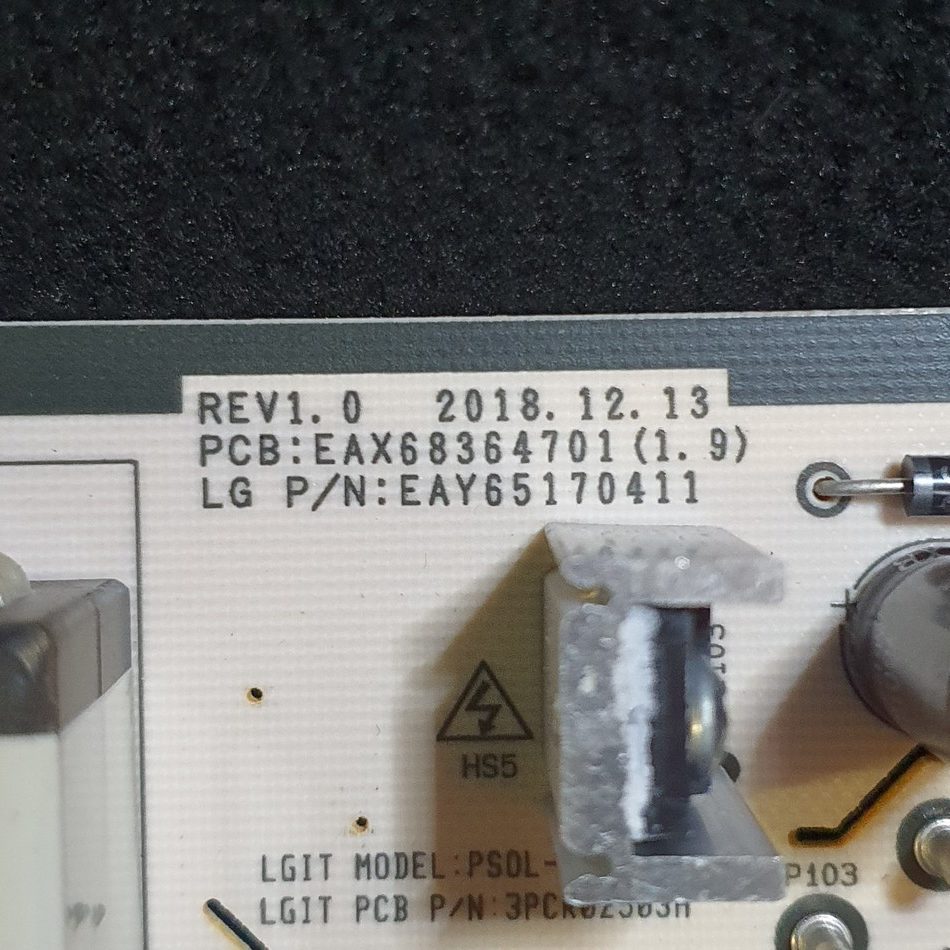 REV1.0 2018.12.13
PCB:EAX68364701(1.9)
LG P/N:EAY65170411
HS5
LGIT MODEL:PSOL-
P103
LGIT PCB P/N: